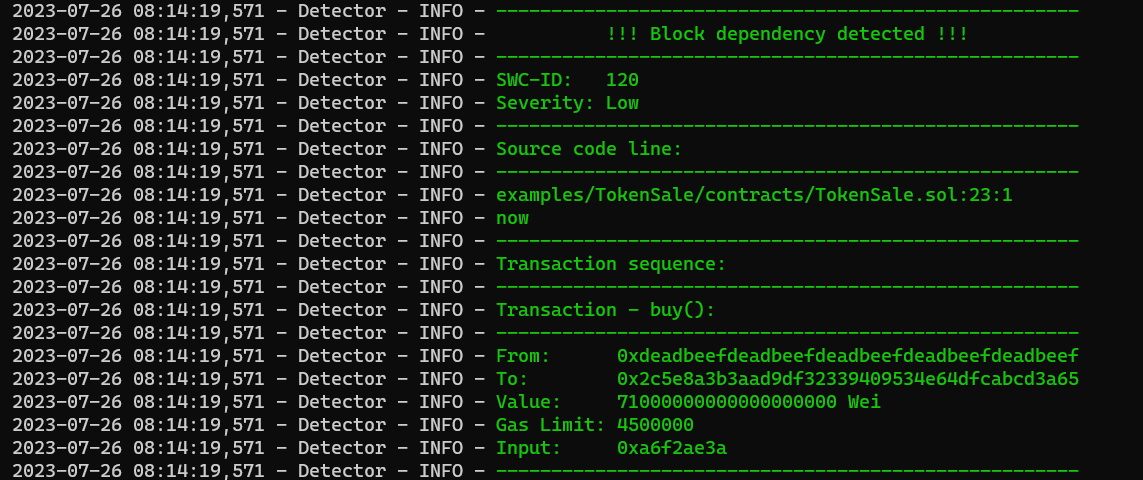 2023-07-26 08:14:19,571 - Detector - INFO - -----------------------------------------------------
2023-07-26 08:14:19,571 - Detector - INFO -           !!! Block dependency detected !!!
2023-07-26 08:14:19,571 - Detector - INFO - -----------------------------------------------------
2023-07-26 08:14:19,571 - Detector - INFO - SWC-ID:   120
2023-07-26 08:14:19,571 - Detector - INFO - Severity: Low
2023-07-26 08:14:19,571 - Detector - INFO - -----------------------------------------------------
2023-07-26 08:14:19,571 - Detector - INFO - Source code line:
2023-07-26 08:14:19,571 - Detector - INFO - -----------------------------------------------------
2023-07-26 08:14:19,571 - Detector - INFO - examples/TokenSale/contracts/TokenSale.sol:23:1
2023-07-26 08:14:19,571 - Detector - INFO - now
2023-07-26 08:14:19,571 - Detector - INFO - -----------------------------------------------------
2023-07-26 08:14:19,571 - Detector - INFO - Transaction sequence:
2023-07-26 08:14:19,571 - Detector - INFO - -----------------------------------------------------
2023-07-26 08:14:19,571 - Detector - INFO - Transaction - buy():
2023-07-26 08:14:19,571 - Detector - INFO - -----------------------------------------------------
2023-07-26 08:14:19,571 - Detector - INFO - From:      0xdeadbeefdeadbeefdeadbeefdeadbeefdeadbeef
2023-07-26 08:14:19,571 - Detector - INFO - To:        0x2c5e8a3b3aad9df32339409534e64dfcabcd3a65
2023-07-26 08:14:19,571 - Detector - INFO - Value:     71000000000000000000 Wei
2023-07-26 08:14:19,571 - Detector - INFO - Gas Limit: 4500000
2023-07-26 08:14:19,571 - Detector - INFO - Input:     0xa6f2ae3a
2023-07-26 08:14:19,571 - Detector - INFO - -----------------------------------------------------